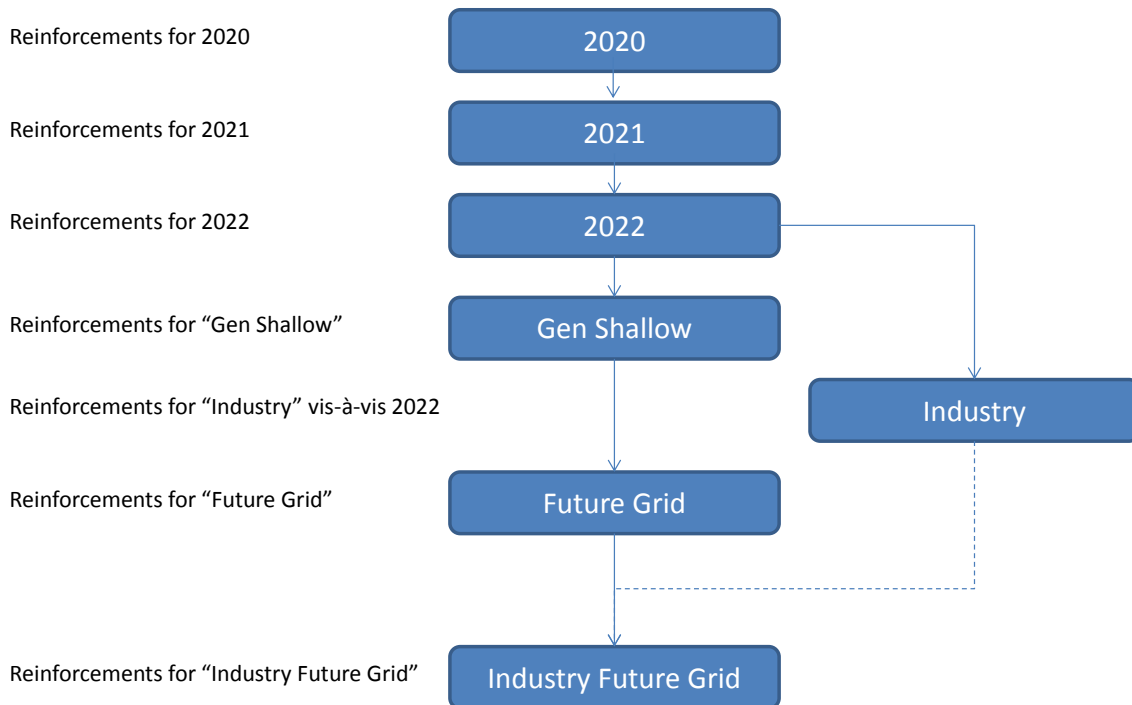 Reinforcements for 2020
2020
Reinforcements for 2021
2021
Reinforcements for 2022
2022
Reinforcements for “Gen Shallow”
Gen Shallow
Reinforcements for “Industry” vis-à-vis 2022
Industry
Reinforcements for “Future Grid”
Future Grid
Reinforcements for “Industry Future Grid”
Industry Future Grid